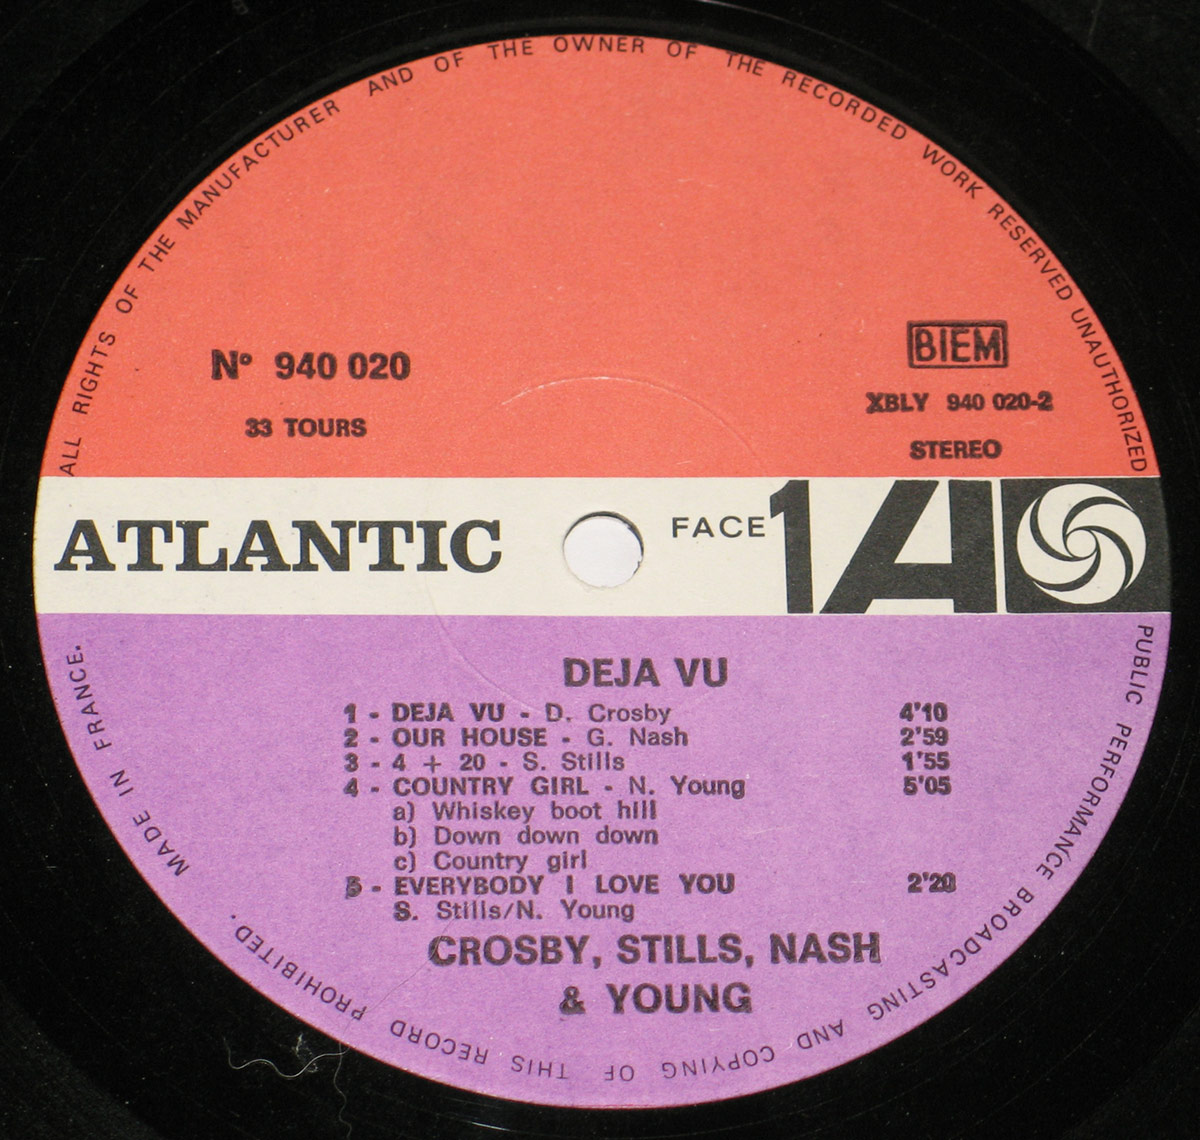 ALL RIGHTS OF THE MANUFACTURER AND OF THE OWNER OF THE RECORDED WORK RESERVED UNAUTHORIZED
PUBLIC PERFORMANCE BROADCASTING AND COPYING OF THIS RECORD PROHIBITED.
MADE IN FRANCE.
Nº 940 020
33 TOURS
BIEM
XBLY 940 020-2
STEREO
ATLANTIC
FACE 1 A
DEJA VU
1 - DEJA VU - D. Crosby 4'10
2 - OUR HOUSE - G. Nash 2'59
3 - 4 + 20 - S. Stills 1'55
4 - COUNTRY GIRL - N. Young 5'05
a) Whiskey boot hill
b) Down down down
c) Country girl
5 - EVERYBODY I LOVE YOU 2'20
S. Stills/N. Young
CROSBY, STILLS, NASH
& YOUNG